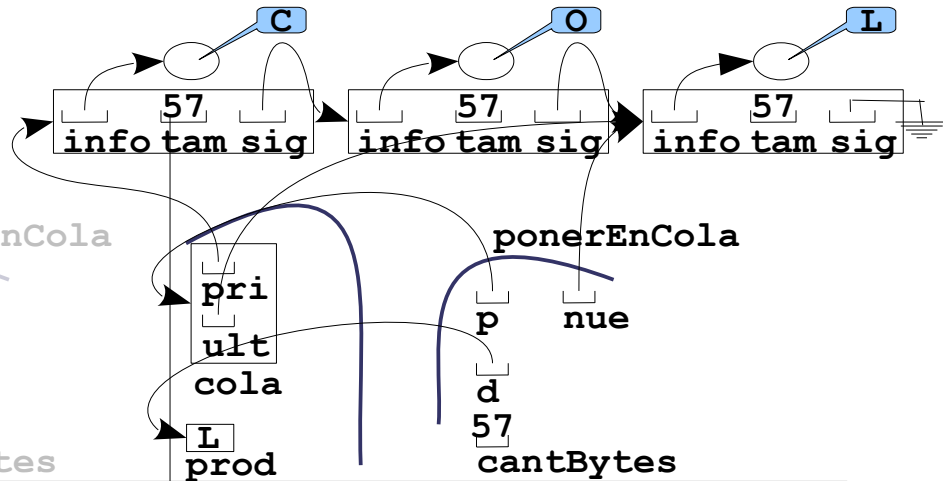 C O L
57 57 57
info tam sig info tam sig info tam sig
nCola ponerEnCola
pri
p nue
ult
cola
d
57
L
tes prod cantBytes